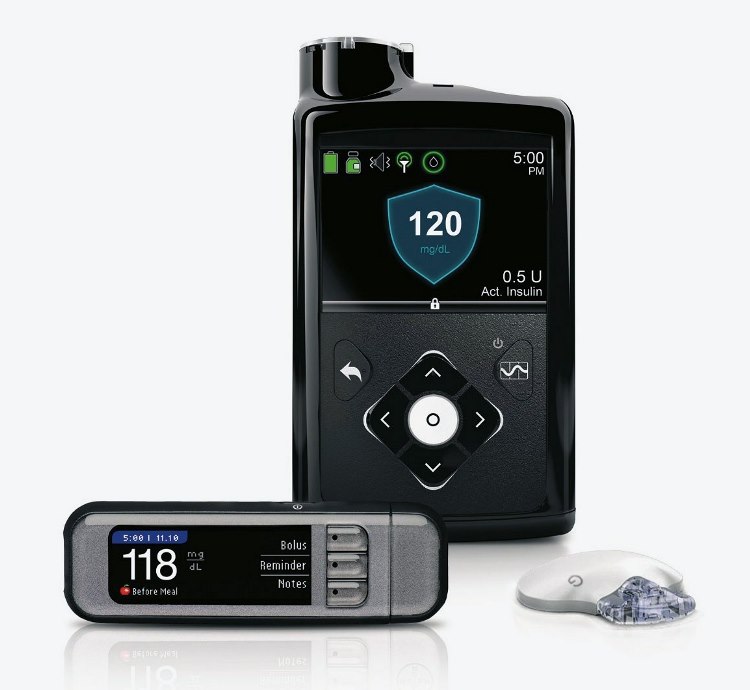 5:00
PM
120
mg/dL
0.5 U
Act. Insulin
5:00 | 11.10
118 mg
dL
Before Meal
Bolus
Reminder
Notes